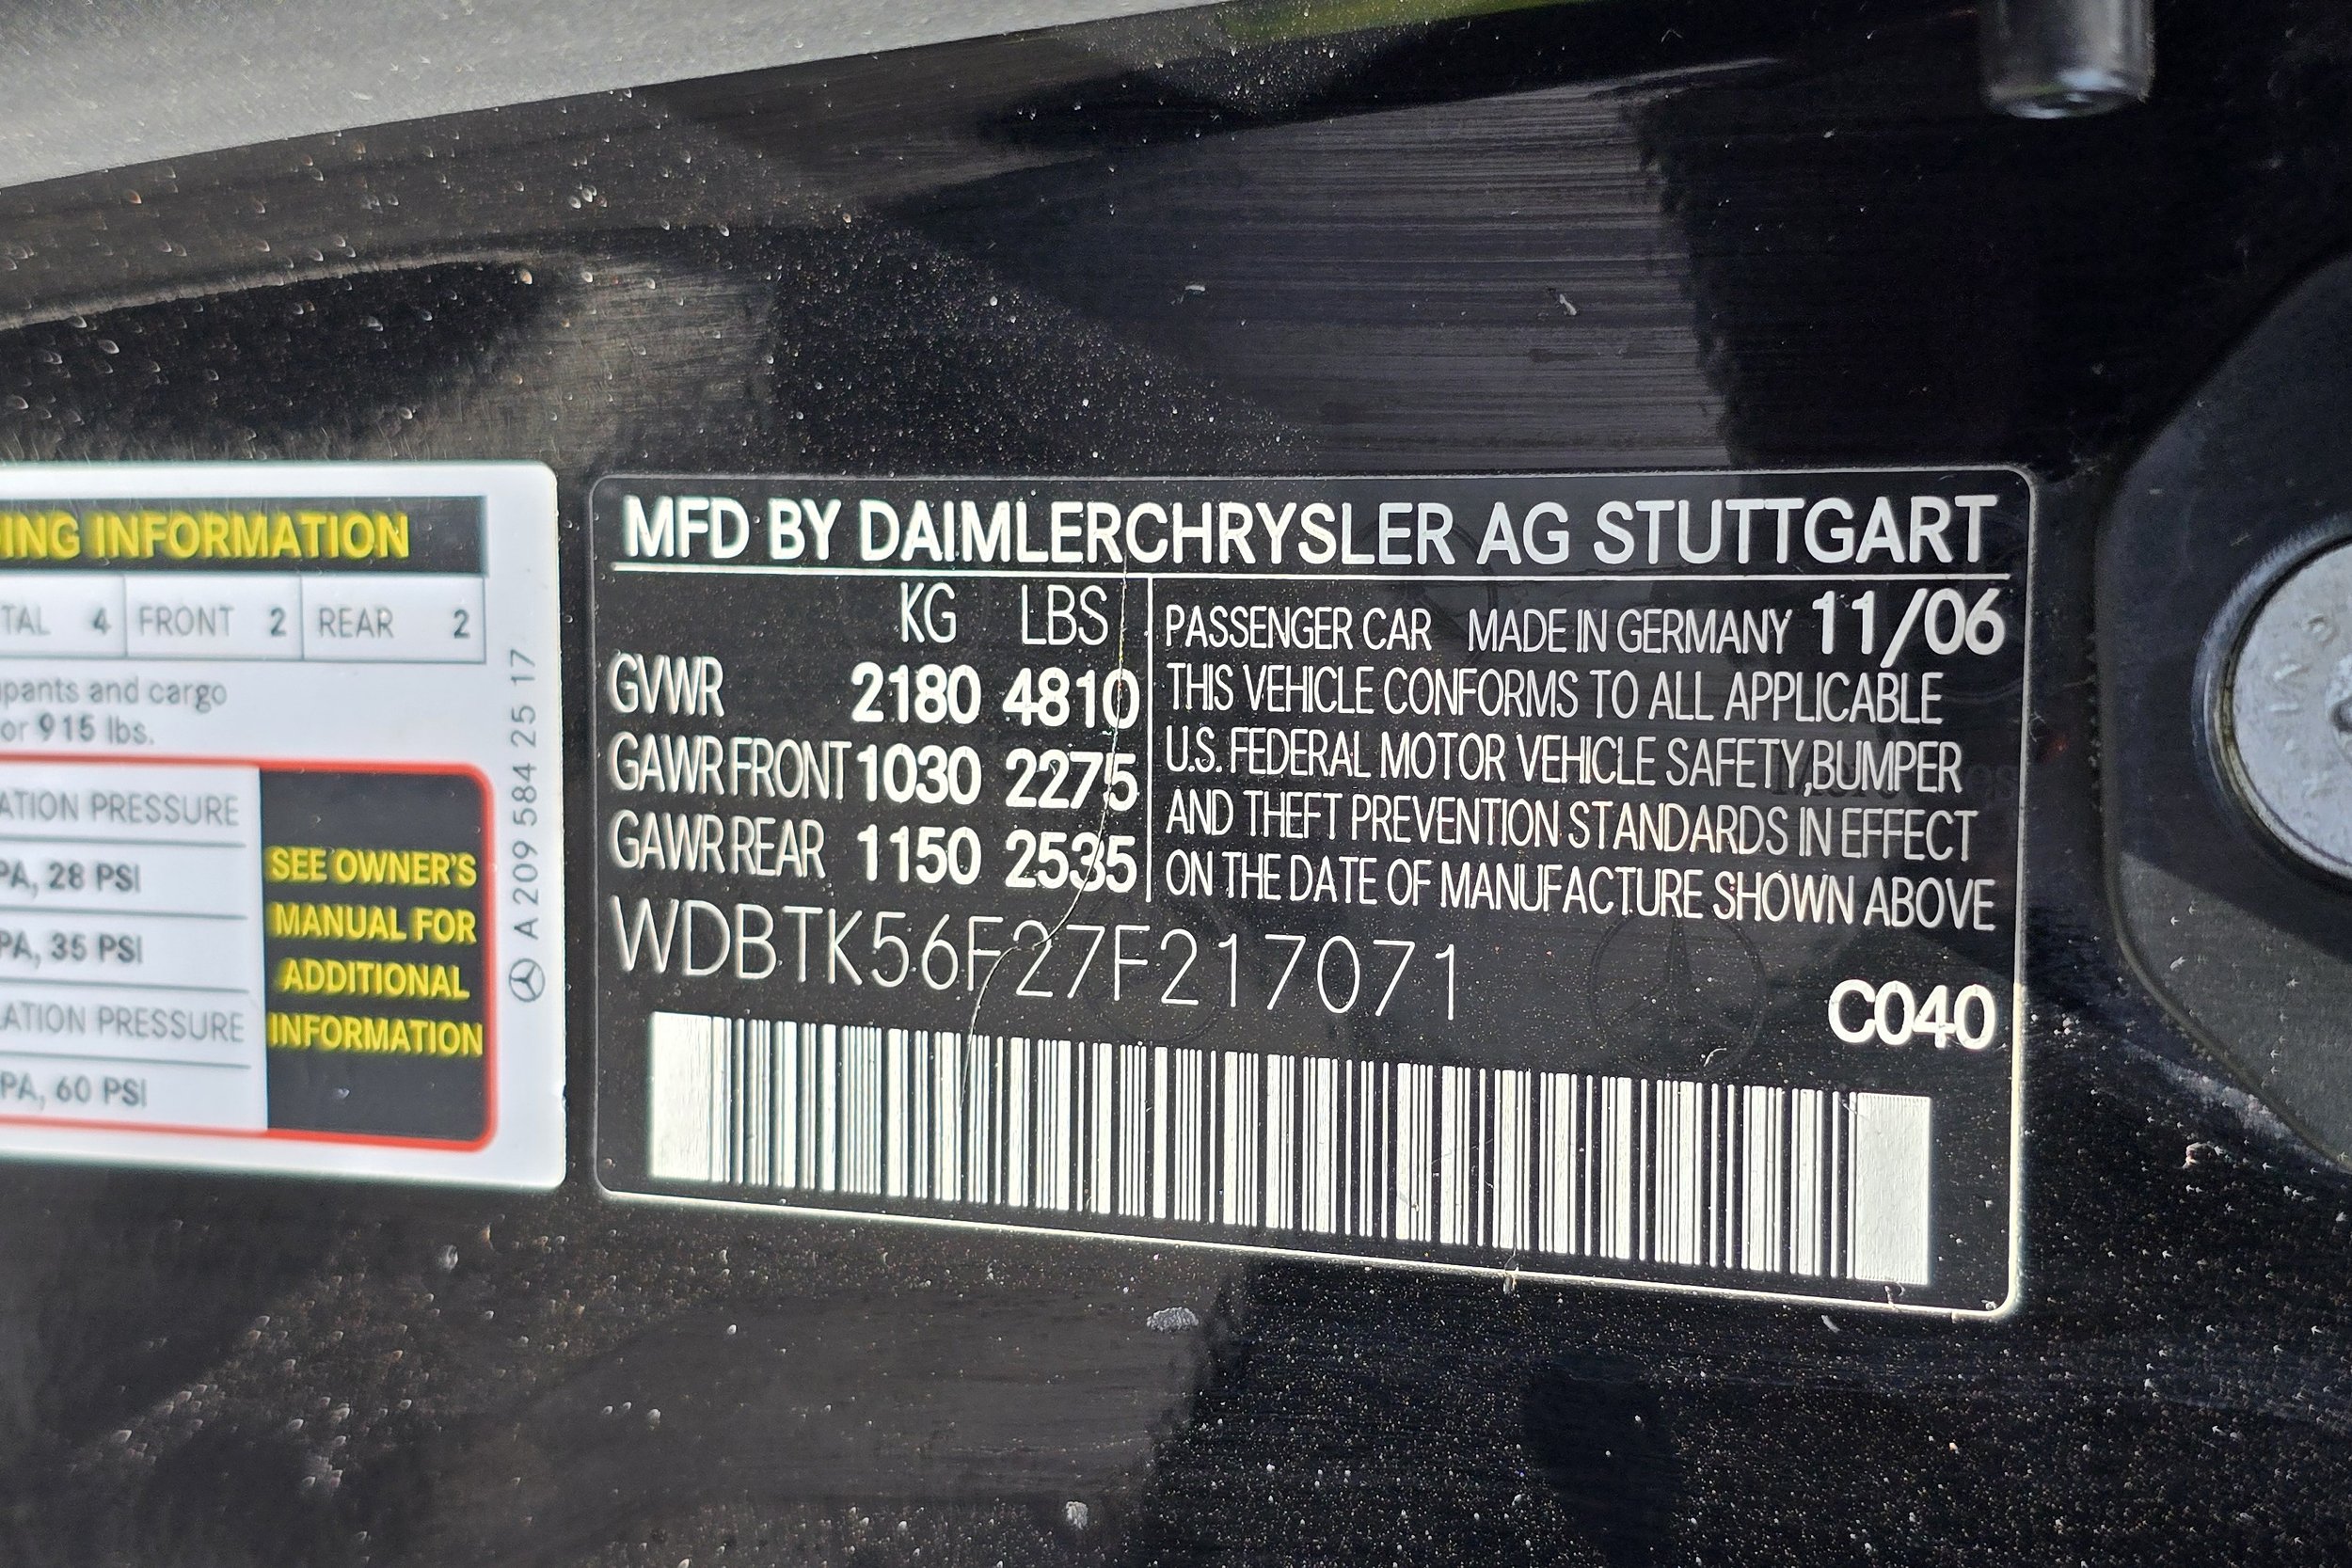 ING INFORMATION
TAL 4 FRONT 2 REAR 2
pants and cargo
or 915 lbs.
ATION PRESSURE
PA, 28 PSI
PA, 35 PSI
ATION PRESSURE
PA, 60 PSI
SEE OWNER'S
MANUAL FOR
ADDITIONAL
INFORMATION
A 209 584 25 17
MFD BY DAIMLERCHRYSLER AG STUTTGART
KG LBS
GVWR 2180 4810
GAWR FRONT 1030 2275
GAWR REAR 1150 2535
PASSENGER CAR MADE IN GERMANY 11/06
THIS VEHICLE CONFORMS TO ALL APPLICABLE
U.S. FEDERAL MOTOR VEHICLE SAFETY,BUMPER
AND THEFT PREVENTION STANDARDS IN EFFECT
ON THE DATE OF MANUFACTURE SHOWN ABOVE
WDBTK56F27F217071
C040